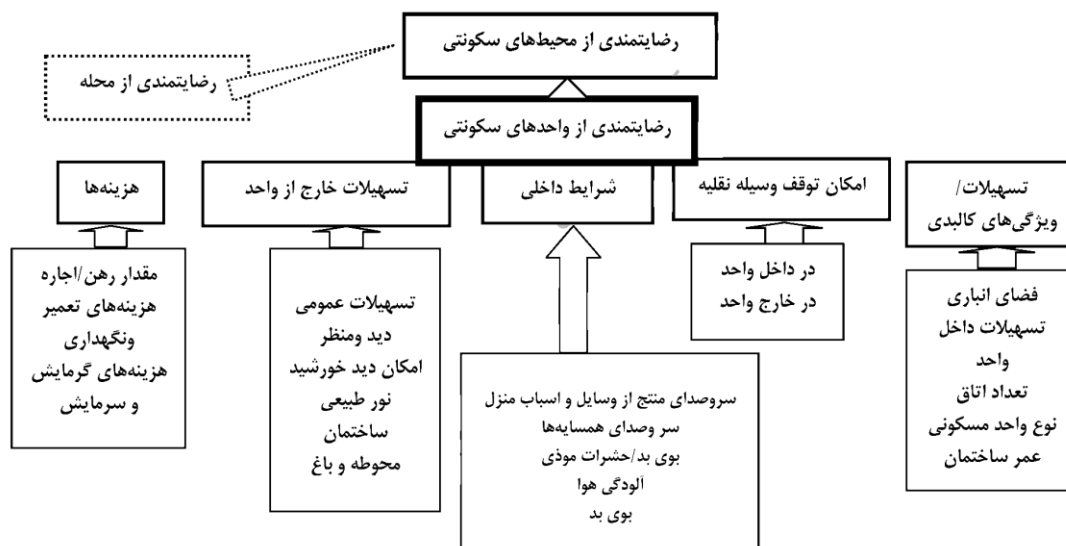 رضایتمندی از محیط‌های سکونتی
رضایتمندی از محله
رضایتمندی از واحدهای سکونتی
تسهیلات/
ویژگی‌های کالبدی
امکان توقف وسیله نقلیه
شرایط داخلی
تسهیلات خارج از واحد
هزینه‌ها
فضای انباری
تسهیلات داخل
واحد
تعداد اتاق
نوع واحد مسکونی
عمر ساختمان
در داخل واحد
در خارج واحد
سروصدای منتج از وسایل و اسباب منزل
سر وصدای همسایه‌ها
بوی بد/حشرات موذی
آلودگی هوا
بوی بد
تسهیلات عمومی
دید ومنظر
امکان دید خورشید
نور طبیعی
ساختمان
محوطه و باغ
مقدار رهن/اجاره
هزینه‌های تعمیر
ونگهداری
هزینه‌های گرمایش
و سرمایش